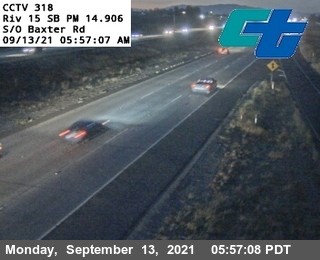 CCTV 318
Riv 15 SB PM 14.906
S/O Baxter Rd
09/13/21 05:57:07 AM
Monday, September 13, 2021 05:57:08 PDT